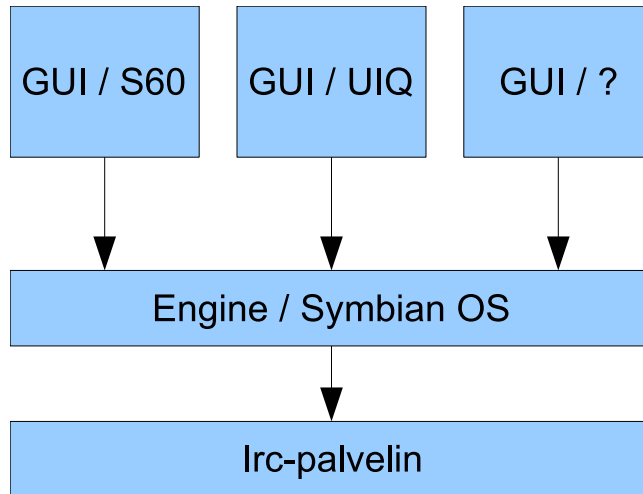 GUI / S60
GUI / UIQ
GUI / ?
Engine / Symbian OS
Irc-palvelin